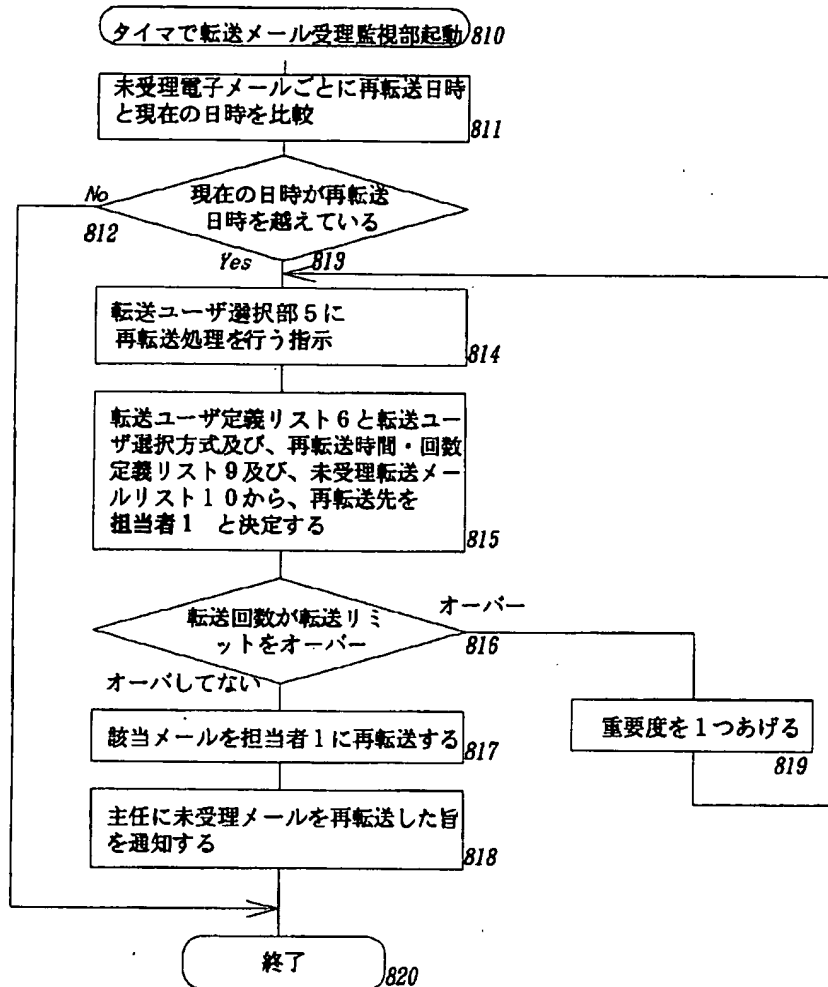 タイマで転送メール受理監視部起動
810
未受理電子メールごとに再転送日時
と現在の日時を比較
811
現在の日時が再転送
日時を越えている
No
812
Yes
813
転送ユーザ選択部5に
再転送処理を行う指示
814
転送ユーザ定義リスト6と転送ユー
ザ選択方式及び、再転送時間・回数
定義リスト9及び、未受理転送メー
ルリスト10から、再転送先を
担当者1 と決定する
815
転送回数が転送リミ
ットをオーバー
オーバー
816
オーバしてない
該当メールを担当者1に再転送する
817
重要度を1つあげる
819
主任に未受理メールを再転送した旨
を通知する
818
終了
820